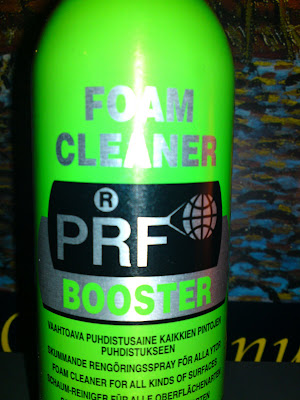 FOAM
CLEANER
®
PRF
BOOSTER
VAAHTOAVA PUHDISTUSAINE KAIKKIEN PINTOJEN
PUHDISTUKSEEN
SKUMMANDE RENGÖRINGSSPRAY FÖR ALLA YTOR
FOAM CLEANER FOR ALL KINDS OF SURFACES
SCHAUM-REINIGER FÜR ALLE OBERFLÄCHENARTEN